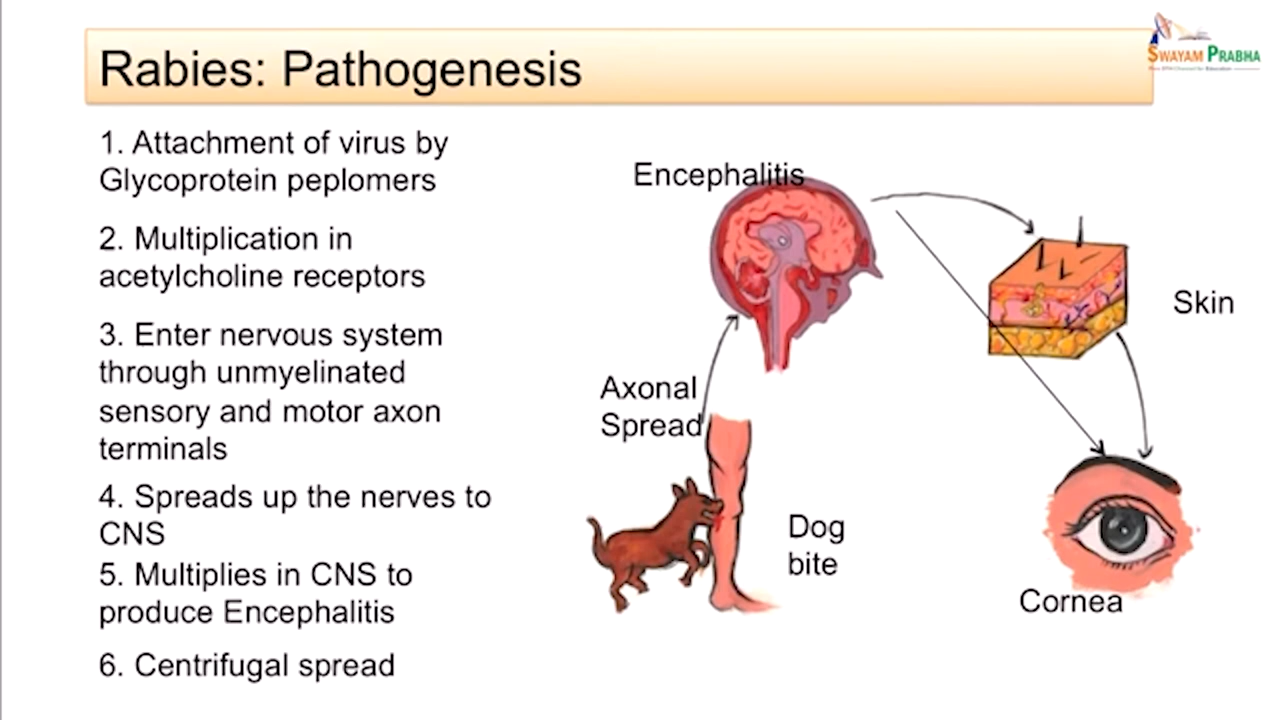 Rabies: Pathogenesis
SWAYAM PRABHA
1. Attachment of virus by
Glycoprotein peplomers
2. Multiplication in
acetylcholine receptors
3. Enter nervous system
through unmyelinated
sensory and motor axon
terminals
4. Spreads up the nerves to
CNS
5. Multiplies in CNS to
produce Encephalitis
6. Centrifugal spread
Encephalitis
Skin
Axonal
Spread
Dog
bite
Cornea